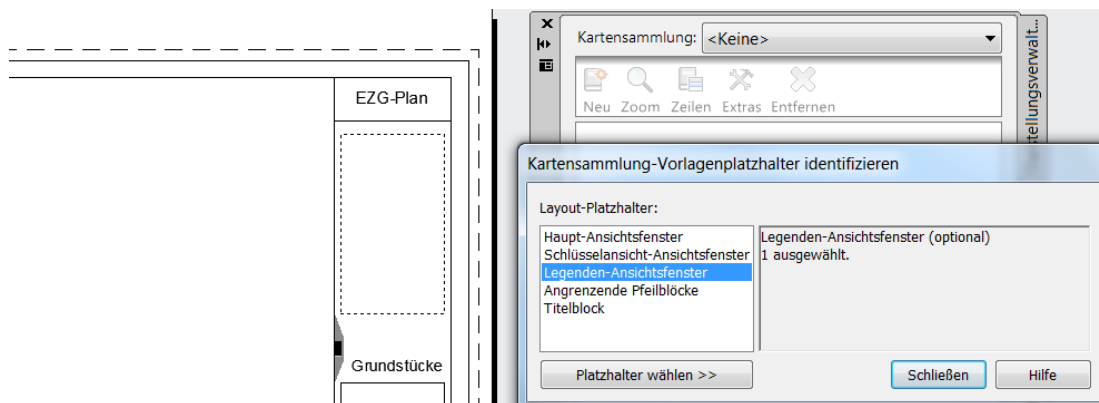 EZG-Plan
Grundstücke
Kartensammlung: <Keine>
Neu Zoom Zeilen Extras Entfernen
Kartensammlung-Vorlagenplatzhalter identifizieren
Layout-Platzhalter:
Haupt-Ansichtsfenster
Schlüsselansicht-Ansichtsfenster
Legenden-Ansichtsfenster
Angrenzende Pfeilblöcke
Titelblock
Legenden-Ansichtsfenster (optional)
1 ausgewählt.
Platzhalter wählen >>
Schließen
Hilfe